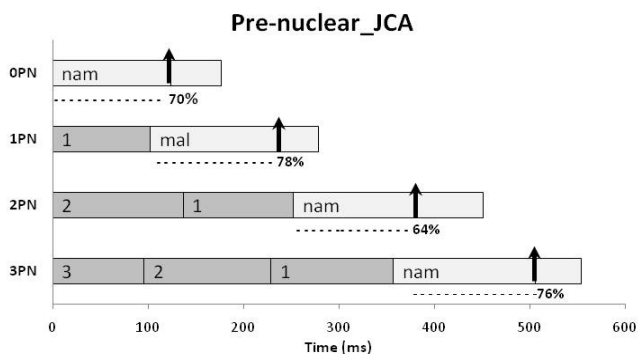 Pre-nuclear_JCA
0PN
nam
70%
1PN
1
mal
78%
2PN
2
1
nam
64%
3PN
3
2
1
nam
76%
0
100
200
300
400
500
600
Time (ms)